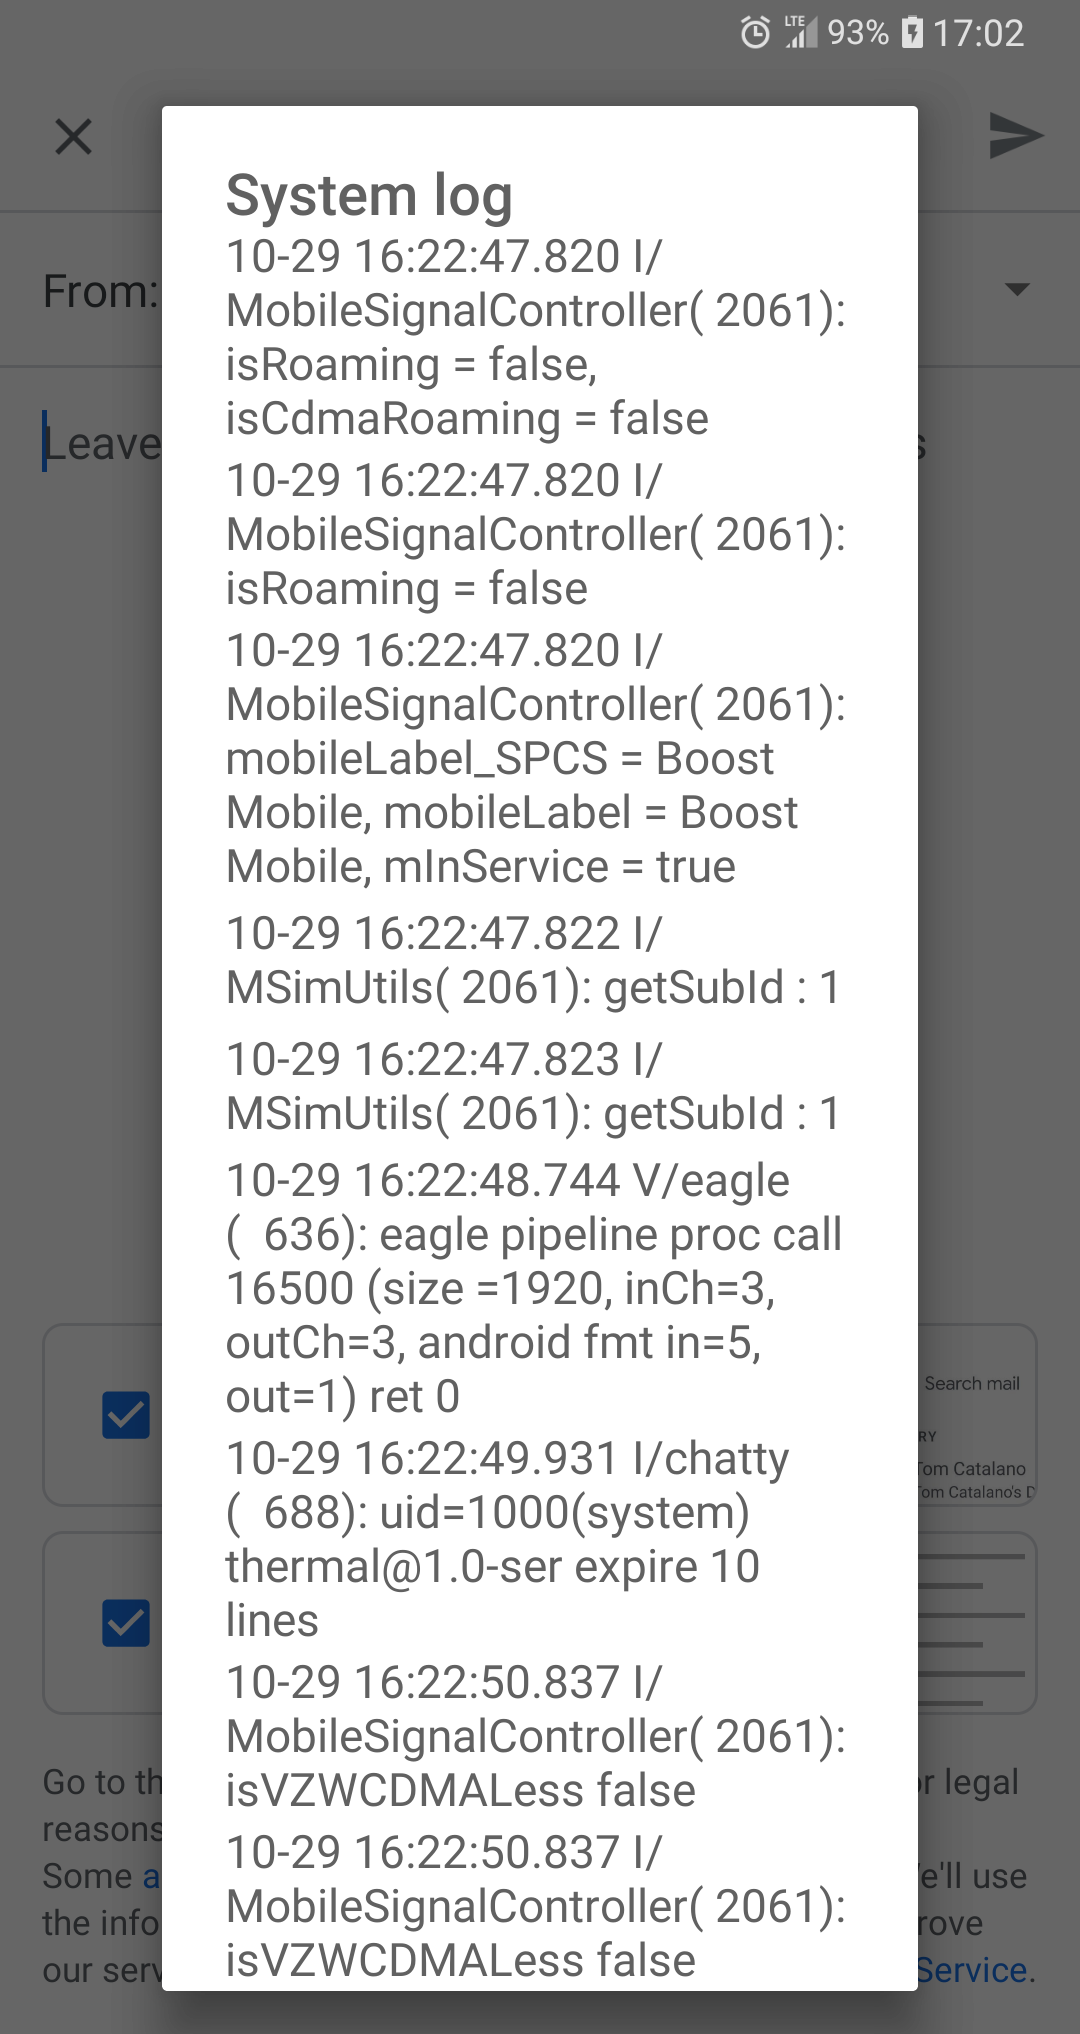 LTE 93% 17:02
System log
10-29 16:22:47.820 I/
MobileSignalController( 2061):
isRoaming = false,
isCdmaRoaming = false
10-29 16:22:47.820 I/
MobileSignalController( 2061):
isRoaming = false
10-29 16:22:47.820 I/
MobileSignalController( 2061):
mobileLabel_SPCS = Boost
Mobile, mobileLabel = Boost
Mobile, mInService = true
10-29 16:22:47.822 I/
MSimUtils( 2061): getSubId : 1
10-29 16:22:47.823 I/
MSimUtils( 2061): getSubId : 1
10-29 16:22:48.744 V/eagle
(  636): eagle pipeline proc call
16500 (size =1920, inCh=3,
outCh=3, android fmt in=5,
out=1) ret 0
10-29 16:22:49.931 I/chatty
(  688): uid=1000(system)
thermal@1.0-ser expire 10
lines
10-29 16:22:50.837 I/
MobileSignalController( 2061):
isVZWCDMALess false
10-29 16:22:50.837 I/
MobileSignalController( 2061):
isVZWCDMALess false
From:
Leave
Search mail
RY
Tom Catalano
Tom Catalano's D
Go to th
r legal
reasons
Some a
e'll use
the info
rove
our serv
Service.